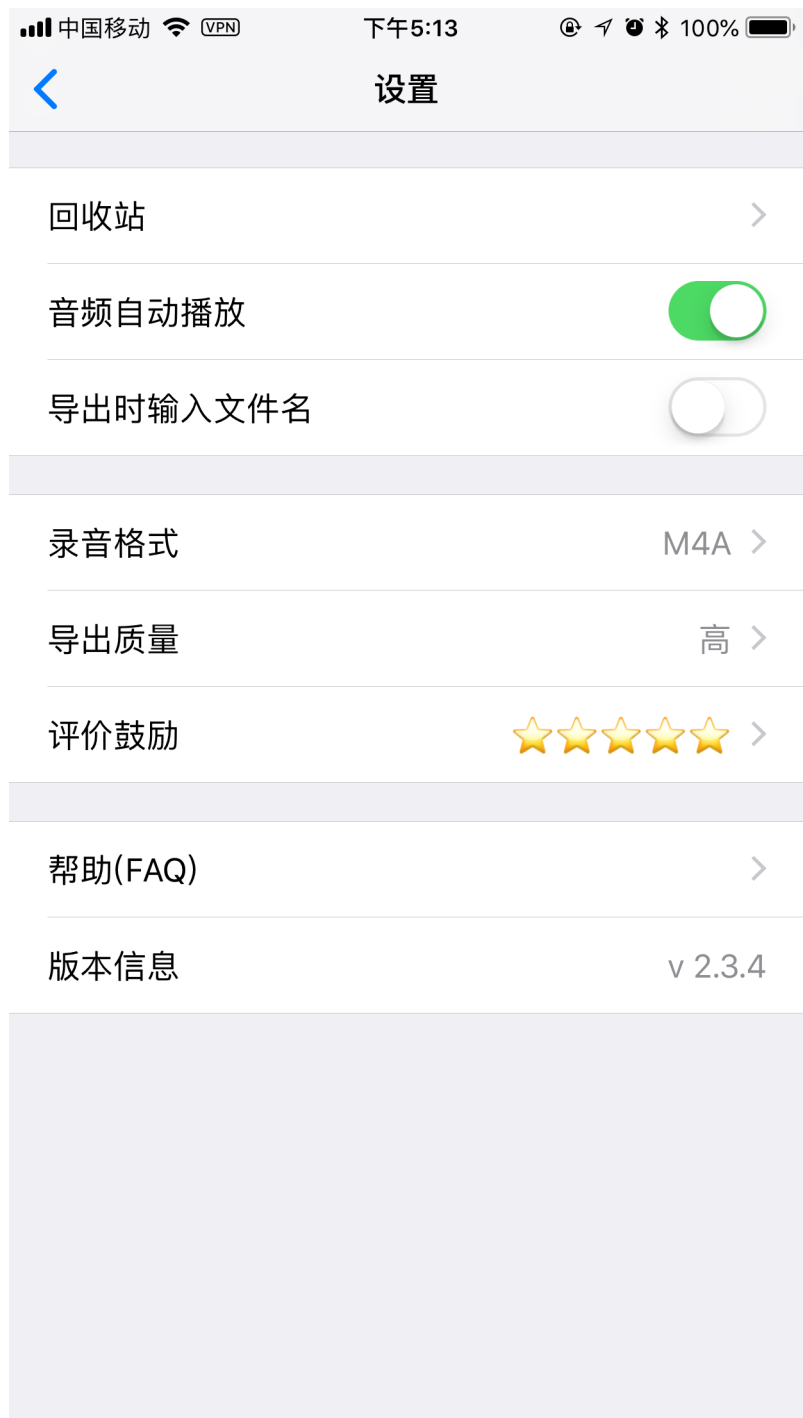 中国移动 VPN 下午5:13 100%
设置
回收站
音频自动播放
导出时输入文件名
录音格式 M4A
导出质量 高
评价鼓励 ⭐⭐⭐⭐⭐
帮助(FAQ)
版本信息 v 2.3.4